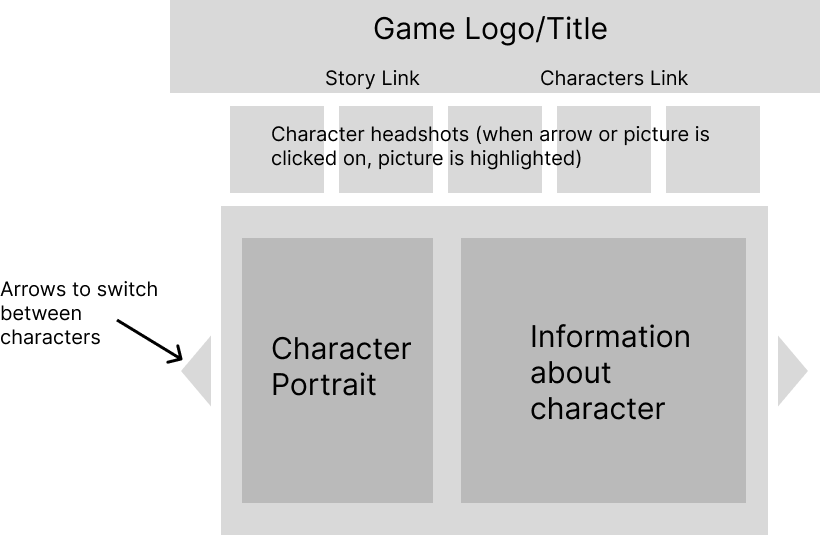 Game Logo/Title
Story Link
Characters Link
Character headshots (when arrow or picture is
clicked on, picture is highlighted)
Arrows to switch
between
characters
Character
Portrait
Information
about
character